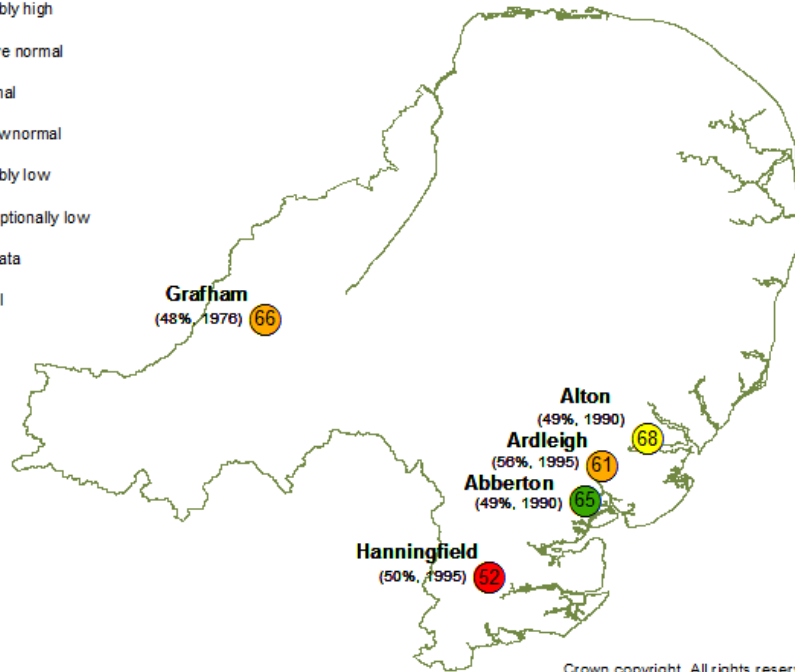 bly high
e normal
nal
wnormal
bly low
ptionally low
ata
l
Grafham
(48%, 1976) 66
Alton
(49%, 1990)
68
Ardleigh
(56%, 1995) 61
Abberton
(49%, 1990) 65
Hanningfield
(50%, 1995) 52
Crown copyright. All rights reser